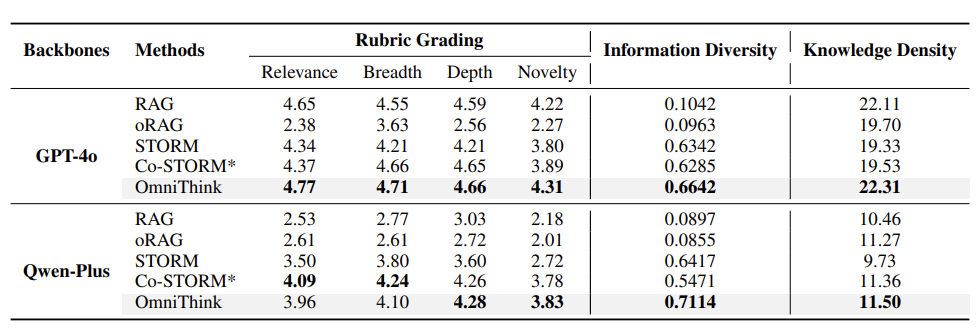 Backbones Methods Rubric Grading Information Diversity Knowledge Density
Relevance Breadth Depth Novelty
GPT-4o
RAG 4.65 4.55 4.59 4.22 0.1042 22.11
oRAG 2.38 3.63 2.56 2.27 0.0963 19.70
STORM 4.34 4.21 4.21 3.80 0.6342 19.33
Co-STORM* 4.37 4.66 4.65 3.89 0.6285 19.53
OmniThink 4.77 4.71 4.66 4.31 0.6642 22.31
Qwen-Plus
RAG 2.53 2.77 3.03 2.18 0.0897 10.46
oRAG 2.61 2.61 2.72 2.01 0.0855 11.27
STORM 3.50 3.80 3.60 2.72 0.6417 9.73
Co-STORM* 4.09 4.24 4.26 3.78 0.5471 11.36
OmniThink 3.96 4.10 4.28 3.83 0.7114 11.50